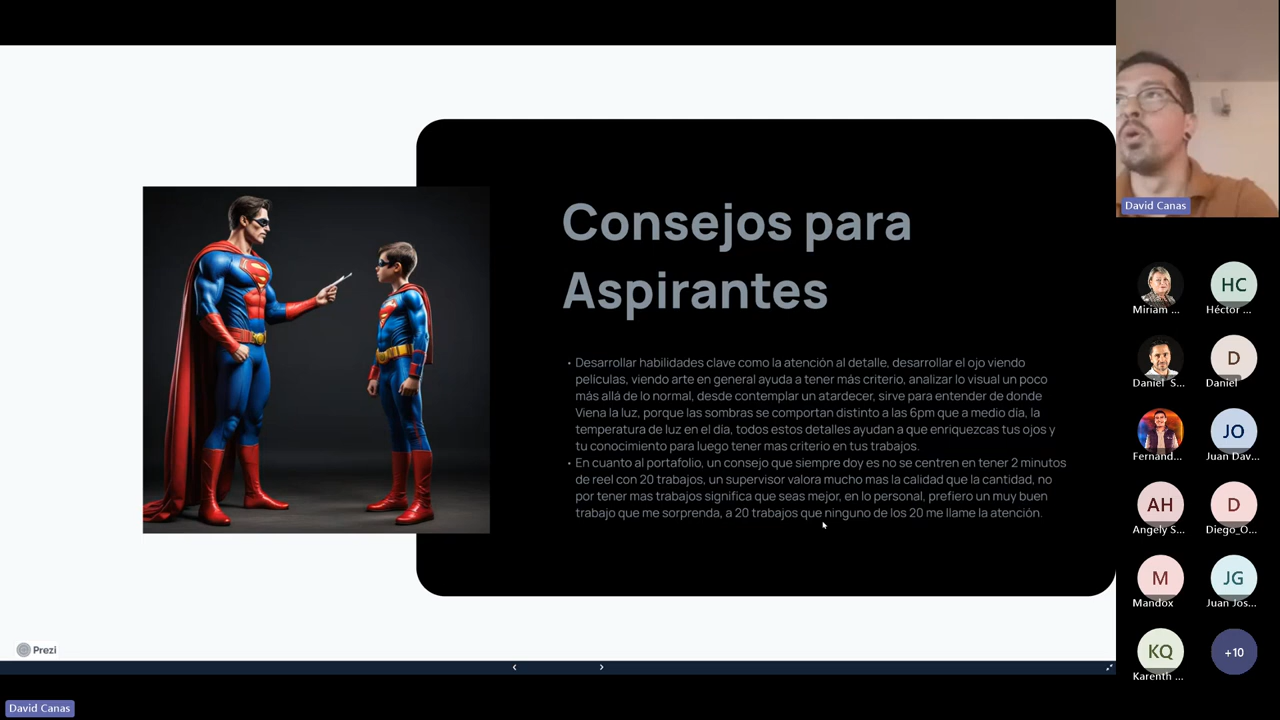 Consejos para
Aspirantes
• Desarrollar habilidades clave como la atención al detalle, desarrollar el ojo viendo
películas, viendo arte en general ayuda a tener más criterio, analizar lo visual un poco
más allá de lo normal, desde contemplar un atardecer, sirve para entender de donde
Viena la luz, porque las sombras se comportan distinto a las 6pm que a medio día, la
temperatura de luz en el día, todos estos detalles ayudan a que enriquezcas tus ojos y
tu conocimiento para luego tener mas criterio en tus trabajos.
• En cuanto al portafolio, un consejo que siempre doy es no se centren en tener 2 minutos
de reel con 20 trabajos, un supervisor valora mucho mas la calidad que la cantidad, no
por tener mas trabajos significa que seas mejor, en lo personal, prefiero un muy buen
trabajo que me sorprenda, a 20 trabajos que ninguno de los 20 me llame la atención.
Prezi
David Canas
David Canas
HC
Miriam ...
Héctor ...
D
Daniel S...
Daniel
JO
Fernand...
Juan Dav...
AH
D
Angely S...
Diego_O...
M
JG
Mandox
Juan Jos...
KQ
+10
Karenth ...